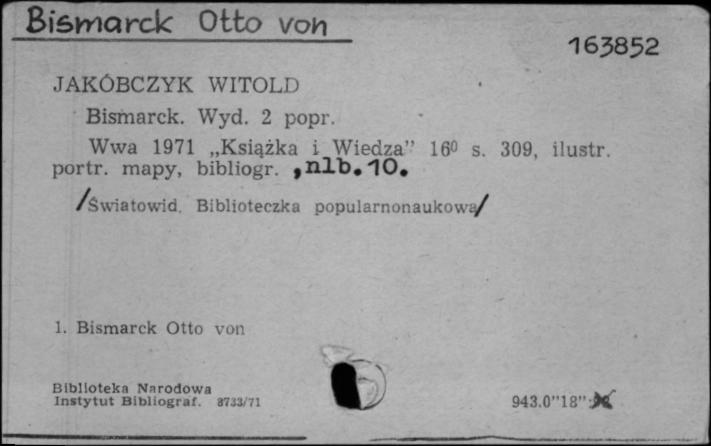 Bismarck Otto von
163852
JAKÓBCZYK WITOLD
Bismarck. Wyd. 2 popr.
Wwa 1971 „Książka i Wiedza” 16⁰ s. 309, ilustr.
portr. mapy, bibliogr. , nlb. 10.
/Światowid. Biblioteczka popularnonaukowa/
1. Bismarck Otto von
Biblioteka Narodowa
Instytut Bibliograf. 8733/71
943.0"18":